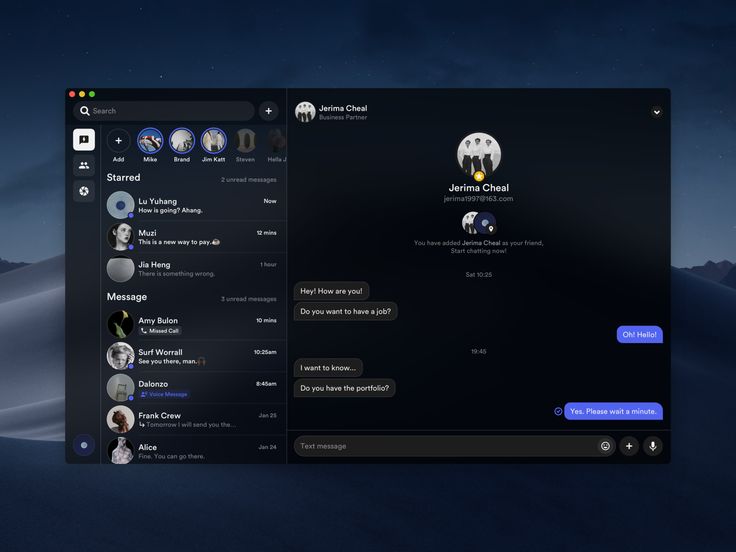 Search
Add
Mike
Brand
Jim Katt
Steven
Hella J
Starred
2 unread messages
Lu Yuhang
Now
How is going? Ahang.
Muzi
12 mins
This is a new way to pay.
Jia Heng
1 hour
There is something wrong.
Message
3 unread messages
Amy Bulon
10 mins
Missed Call
Surf Worrall
10:25am
See you there, man.
Dalonzo
8:45am
Voice Message
Frank Crew
Jan 25
Tomorrow I will send you the...
Alice
Jan 24
Fine. You can go there.
Jerima Cheal
Business Partner
Jerima Cheal
jerima1997@163.com
You have added Jerima Cheal as your friend,
Start chatting now!
Sat 10:25
Hey! How are you!
Do you want to have a job?
Oh! Hello!
19:45
I want to know...
Do you have the portfolio?
Yes. Please wait a minute.
Text message